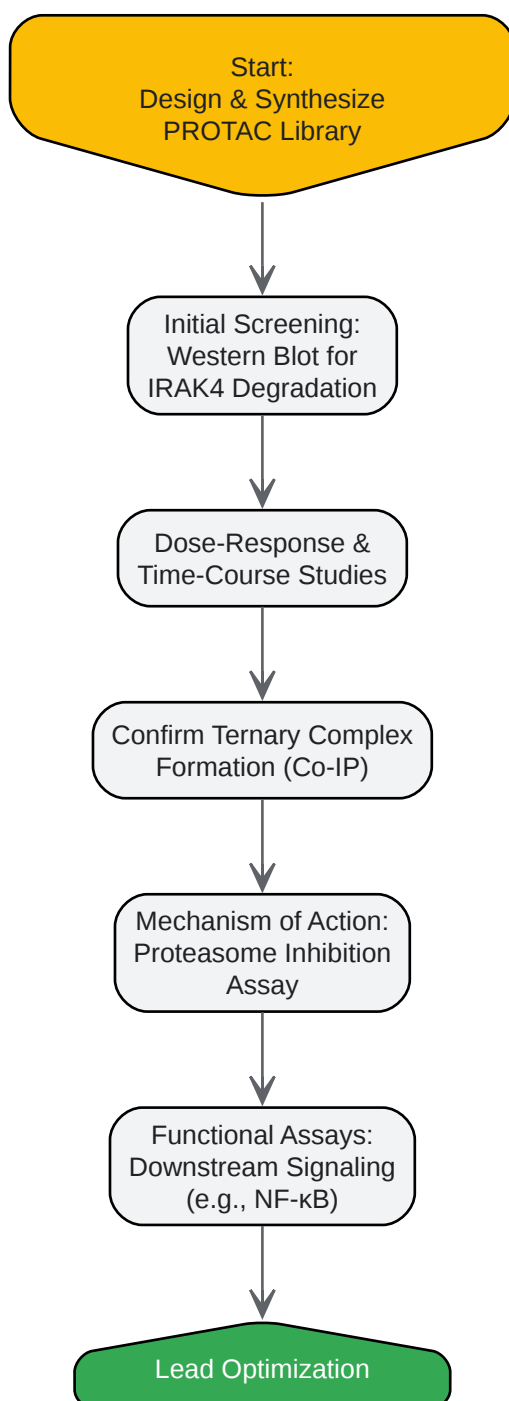 Start:
Design & Synthesize
PROTAC Library
Initial Screening:
Western Blot for
IRAK4 Degradation
Dose-Response &
Time-Course Studies
Confirm Ternary Complex
Formation (Co-IP)
Mechanism of Action:
Proteasome Inhibition
Assay
Functional Assays:
Downstream Signaling
(e.g., NF-κB)
Lead Optimization